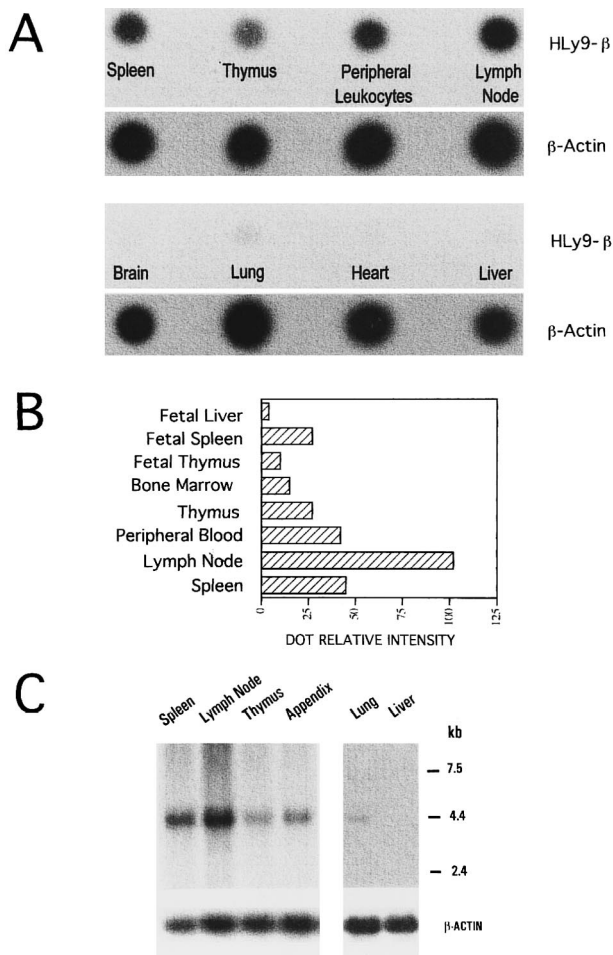 A
HLy9-β
Spleen Thymus Peripheral Leukocytes Lymph Node
β-Actin
HLy9-β
Brain Lung Heart Liver
β-Actin
B
Fetal Liver
Fetal Spleen
Fetal Thymus
Bone Marrow
Thymus
Peripheral Blood
Lymph Node
Spleen
0 25 50 75 100 125
DOT RELATIVE INTENSITY
C
Spleen Lymph Node Thymus Appendix Lung Liver
kb
7.5
4.4
2.4
β-ACTIN